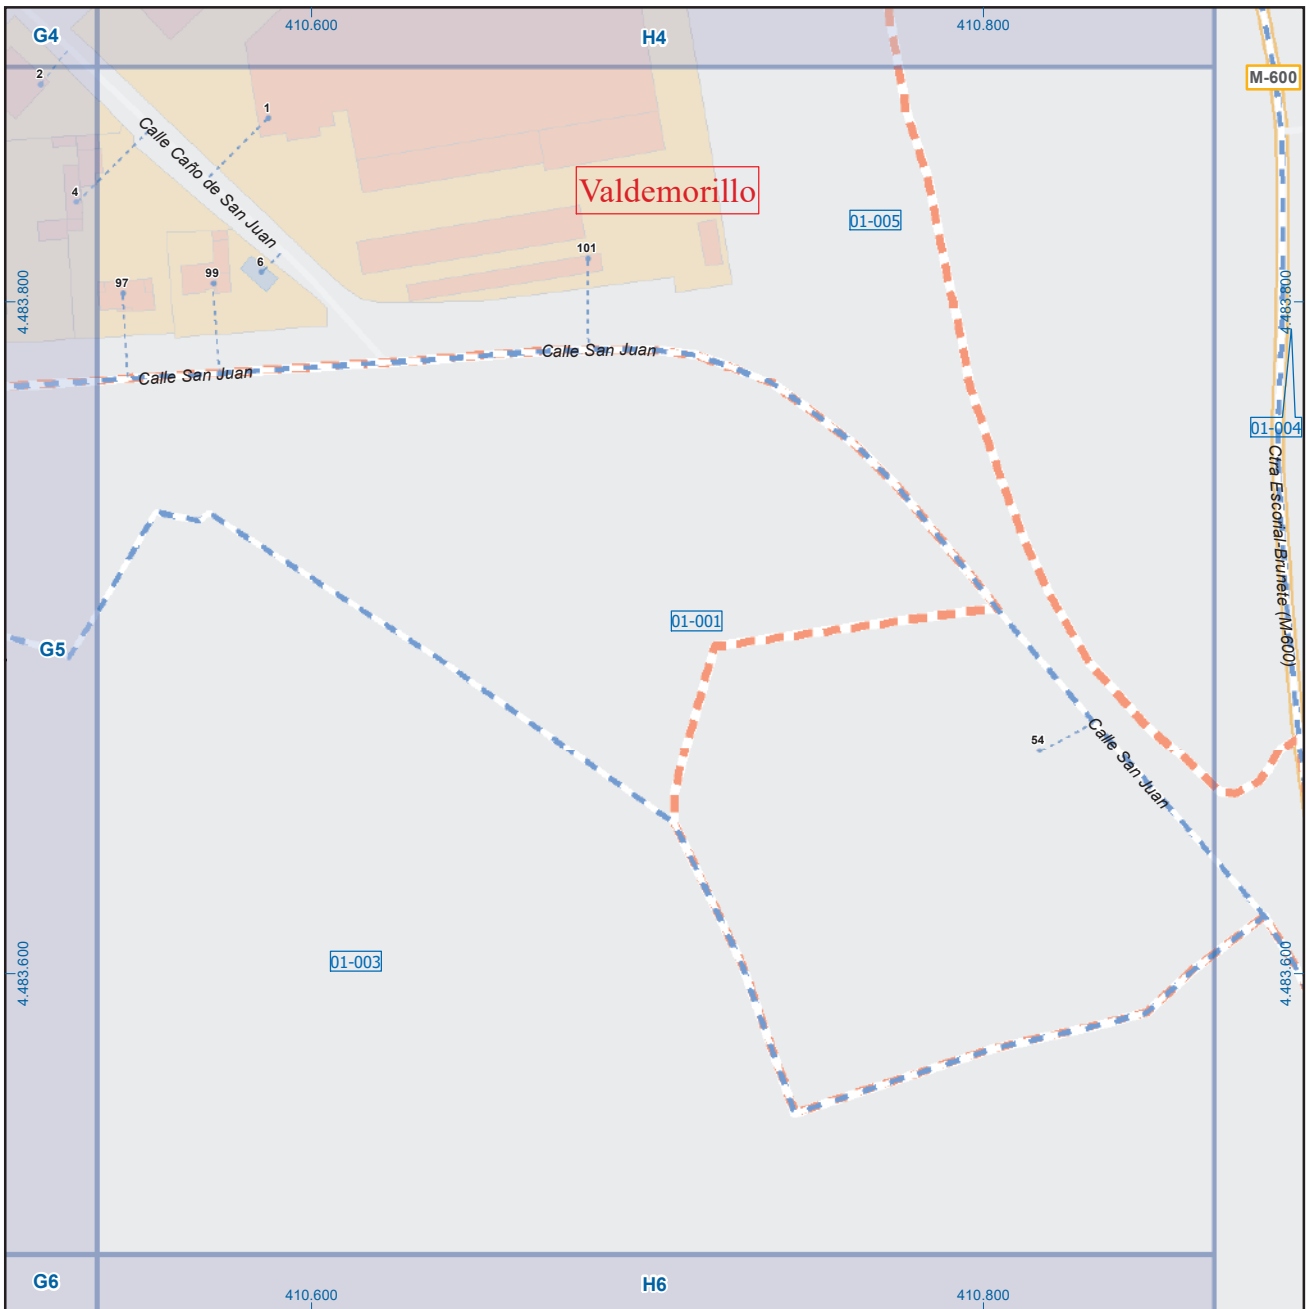 410.600
410.800
G4
H4
M-600
2
1
Calle Caño de San Juan
4
Valdemorillo
01-005
101
6
99
97
4.483.800
4.483.800
Calle San Juan
Calle San Juan
01-004
Ctra Escorial-Brunete (M-600)
01-001
G5
54
Calle San Juan
01-003
4.483.600
4.483.600
G6
H6
410.600
410.800